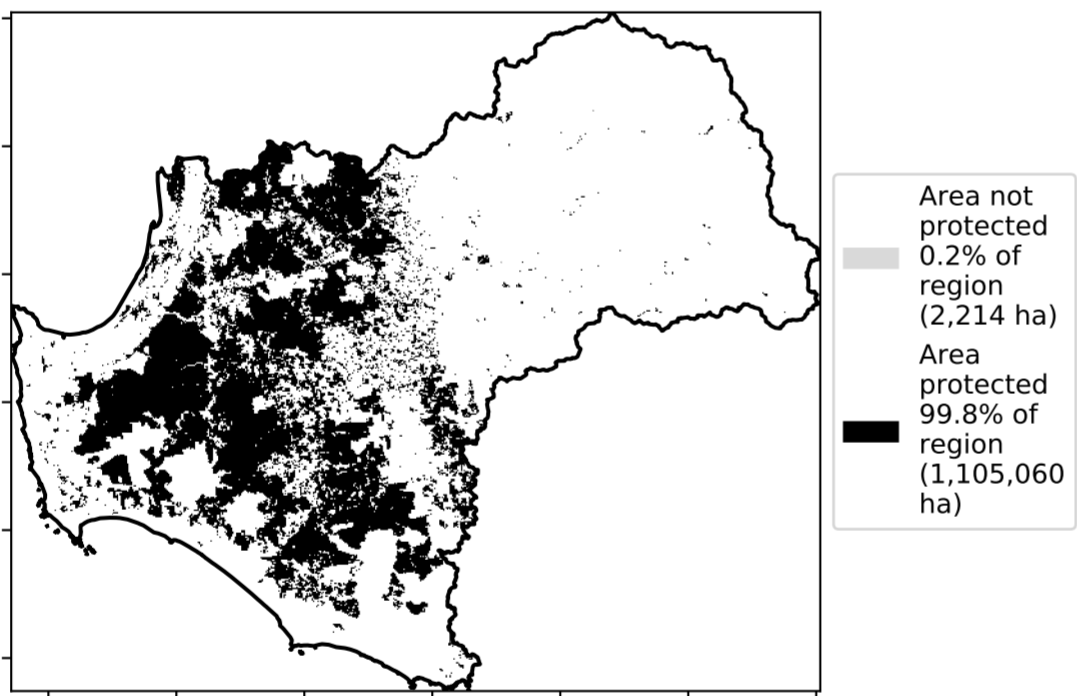 Area not
protected
0.2% of
region
(2,214 ha)
Area
protected
99.8% of
region
(1,105,060
ha)